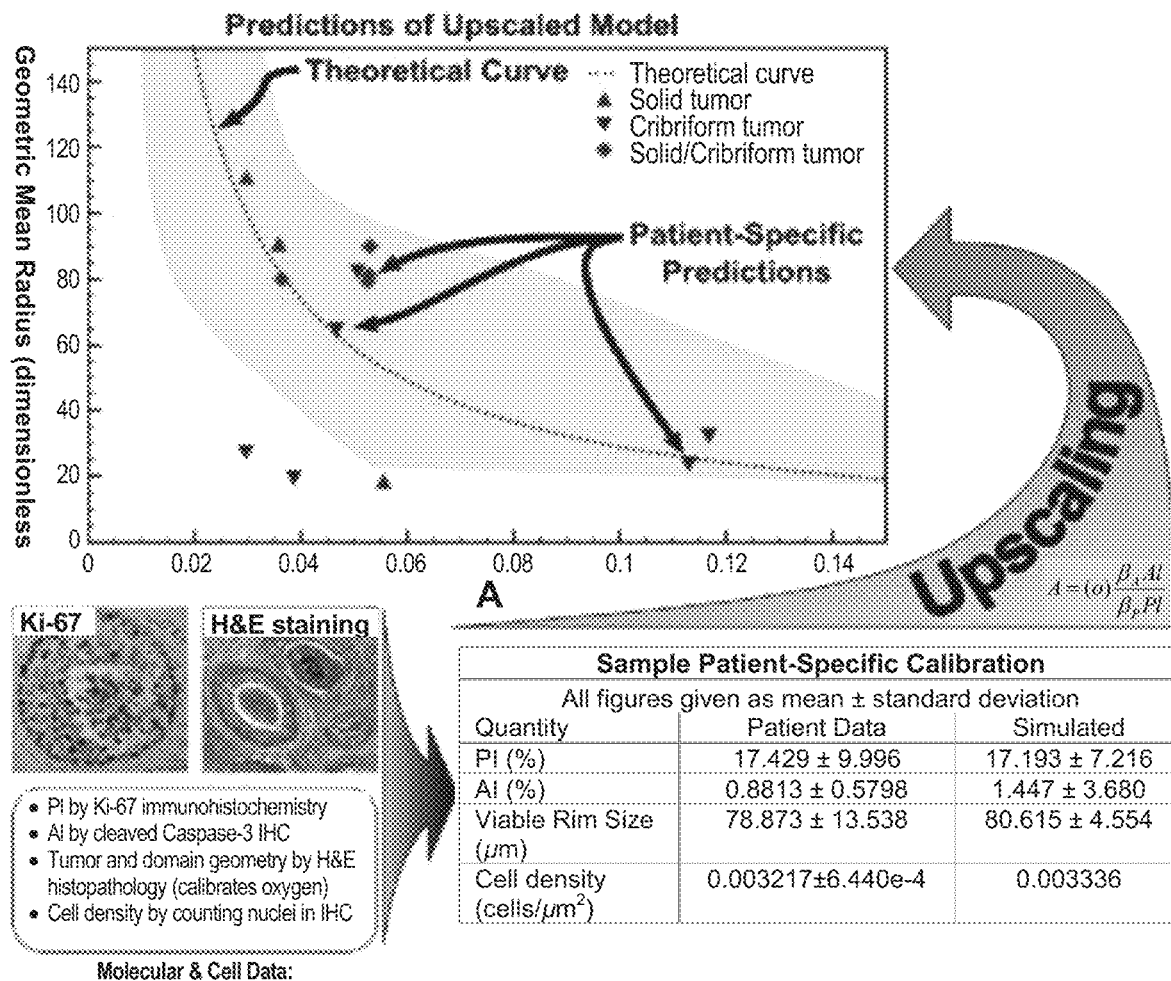 Predictions of Upscaled Model
Geometric Mean Radius (dimensionless
140
120
100
80
60
40
20
0
Theoretical Curve
Theoretical curve
Solid tumor
Cribriform tumor
Solid/Cribriform tumor
Patient-Specific
Predictions
0 0.02 0.04 0.06 0.08 0.1 0.12 0.14
A
Upscaling
Ki-67
H&E staining
• PI by Ki-67 immunohistochemistry
• AI by cleaved Caspase-3 IHC
• Tumor and domain geometry by H&E
histopathology (calibrates oxygen)
• Cell density by counting nuclei in IHC
Molecular & Cell Data:
Sample Patient-Specific Calibration
All figures given as mean ± standard deviation
Quantity Patient Data Simulated
PI (%) 17.429 ± 9.996 17.193 ± 7.216
AI (%) 0.8813 ± 0.5798 1.447 ± 3.680
Viable Rim Size 78.873 ± 13.538 80.615 ± 4.554
(μm)
Cell density 0.003217±6.440e-4 0.003336
(cells/μm²)